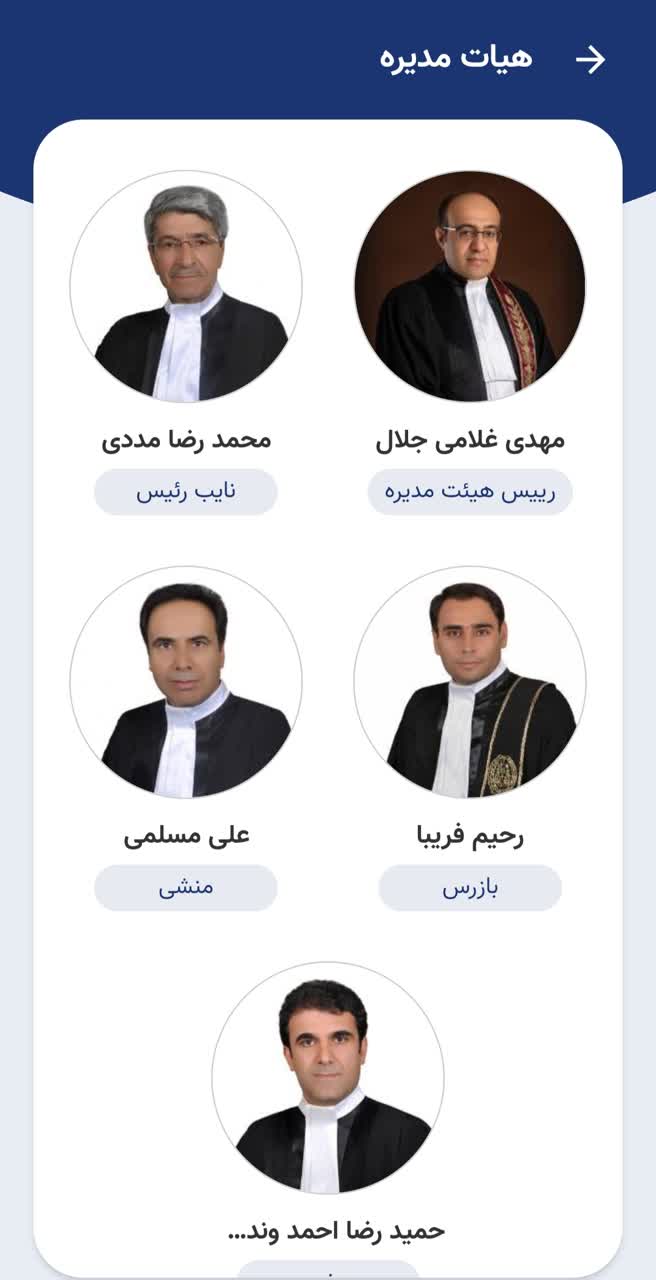 هیات مدیره
مهدی غلامی جلال
رییس هیئت مدیره
محمد رضا مددی
نایب رئیس
رحیم فریبا
بازرس
علی مسلمی
منشی
حمید رضا احمد وند...